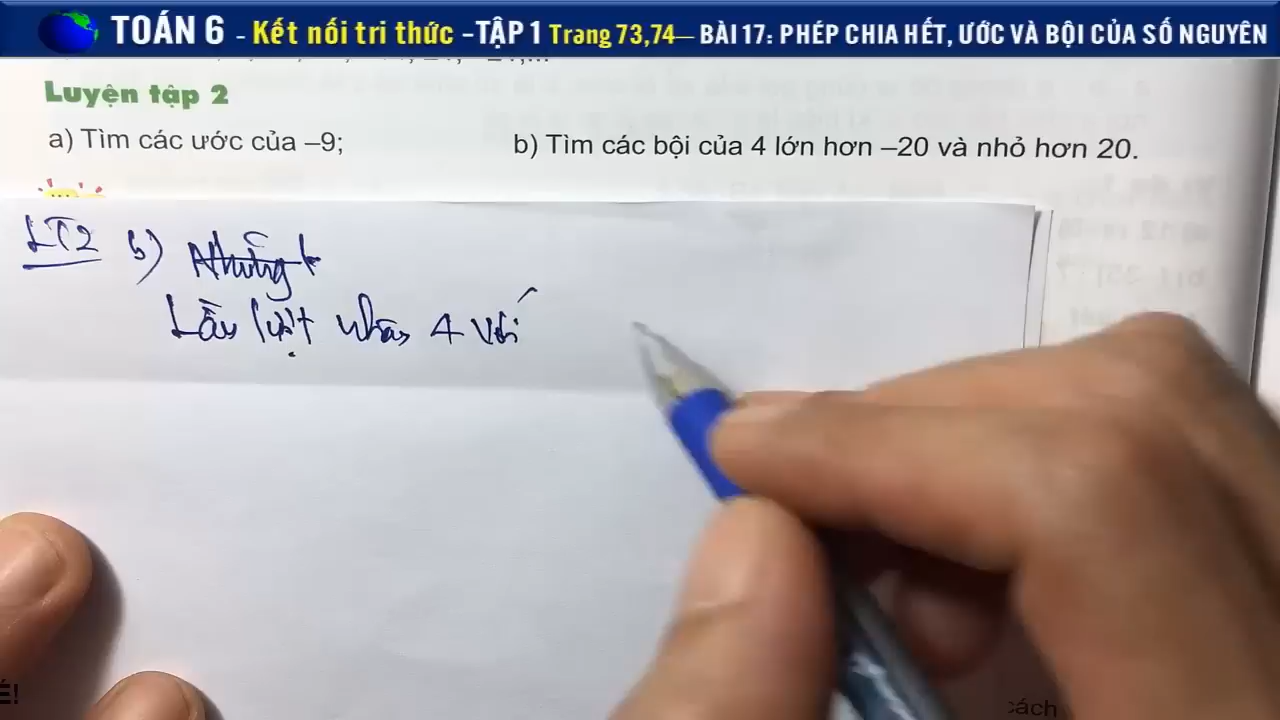 TOÁN 6 - Kết nối tri thức -TẬP 1 Trang 73,74— BÀI 17: PHÉP CHIA HẾT, ƯỚC VÀ BỘI CỦA SỐ NGUYÊN
Luyện tập 2
a) Tìm các ước của –9; b) Tìm các bội của 4 lớn hơn –20 và nhỏ hơn 20.
LT2 b) Những
Lần lượt nhân 4 với
É!
cách